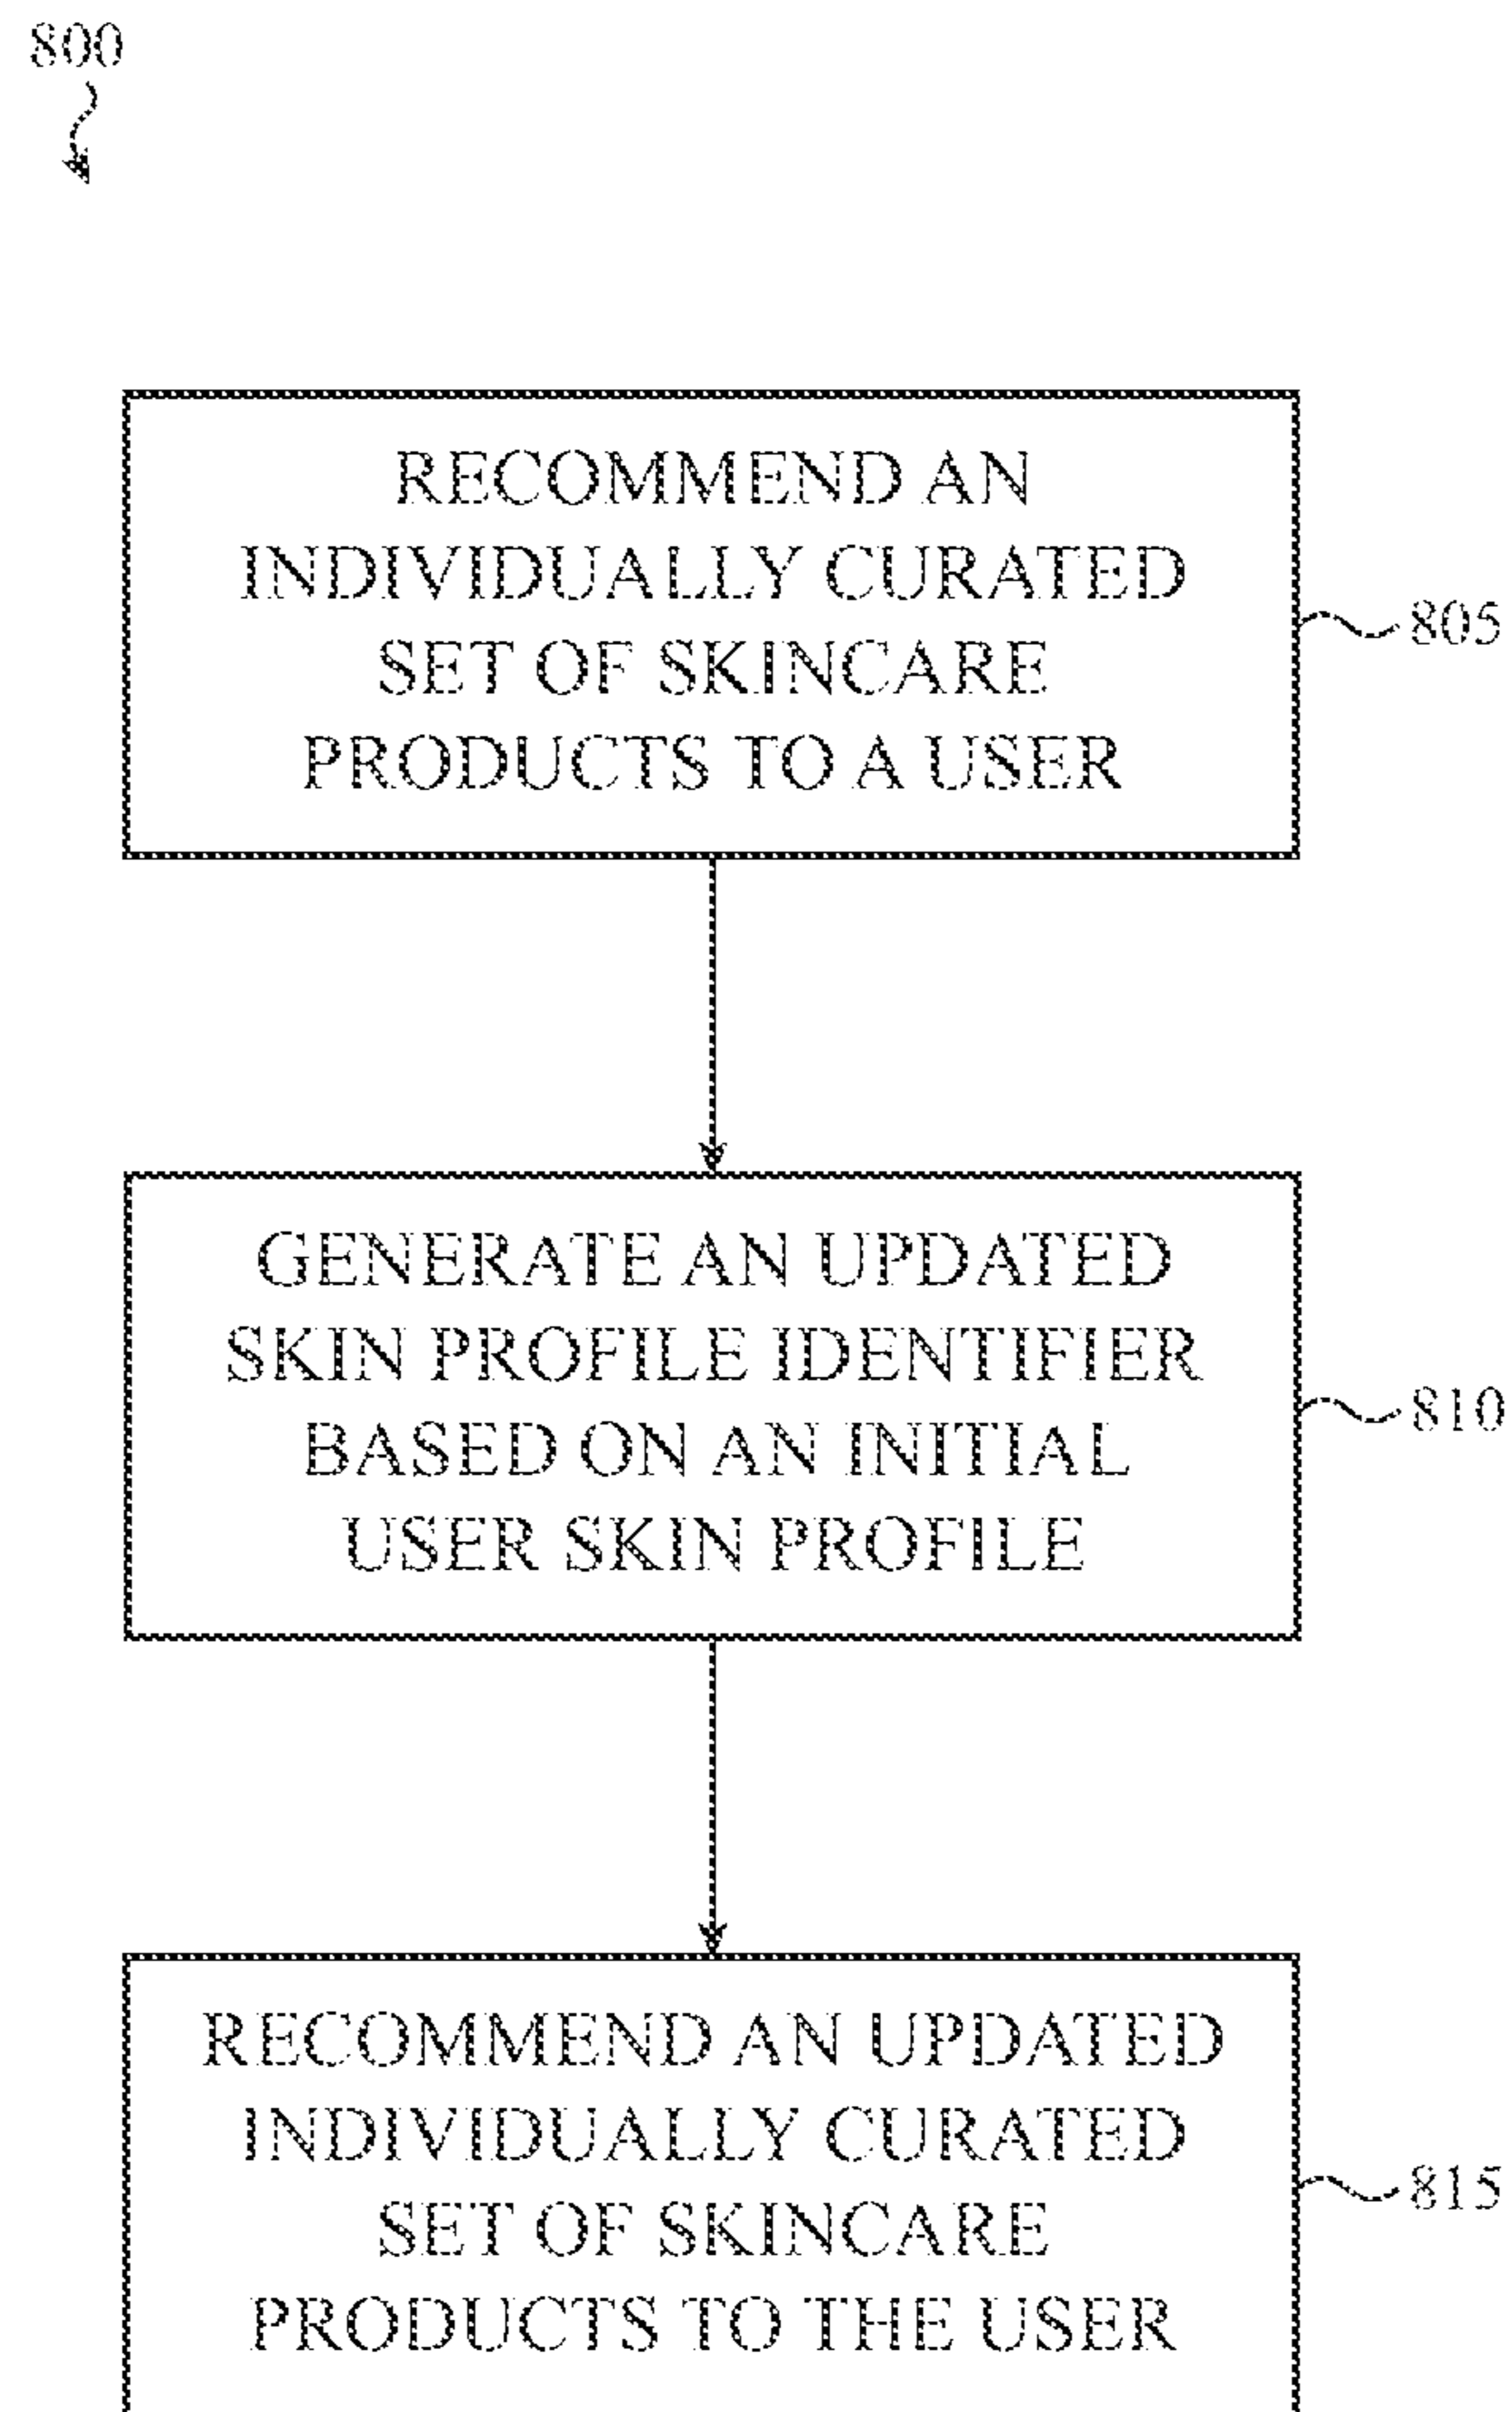 800
RECOMMEND AN
INDIVIDUALLY CURATED
SET OF SKINCARE
PRODUCTS TO A USER
805
GENERATE AN UPDATED
SKIN PROFILE IDENTIFIER
BASED ON AN INITIAL
USER SKIN PROFILE
810
RECOMMEND AN UPDATED
INDIVIDUALLY CURATED
SET OF SKINCARE
PRODUCTS TO THE USER
815